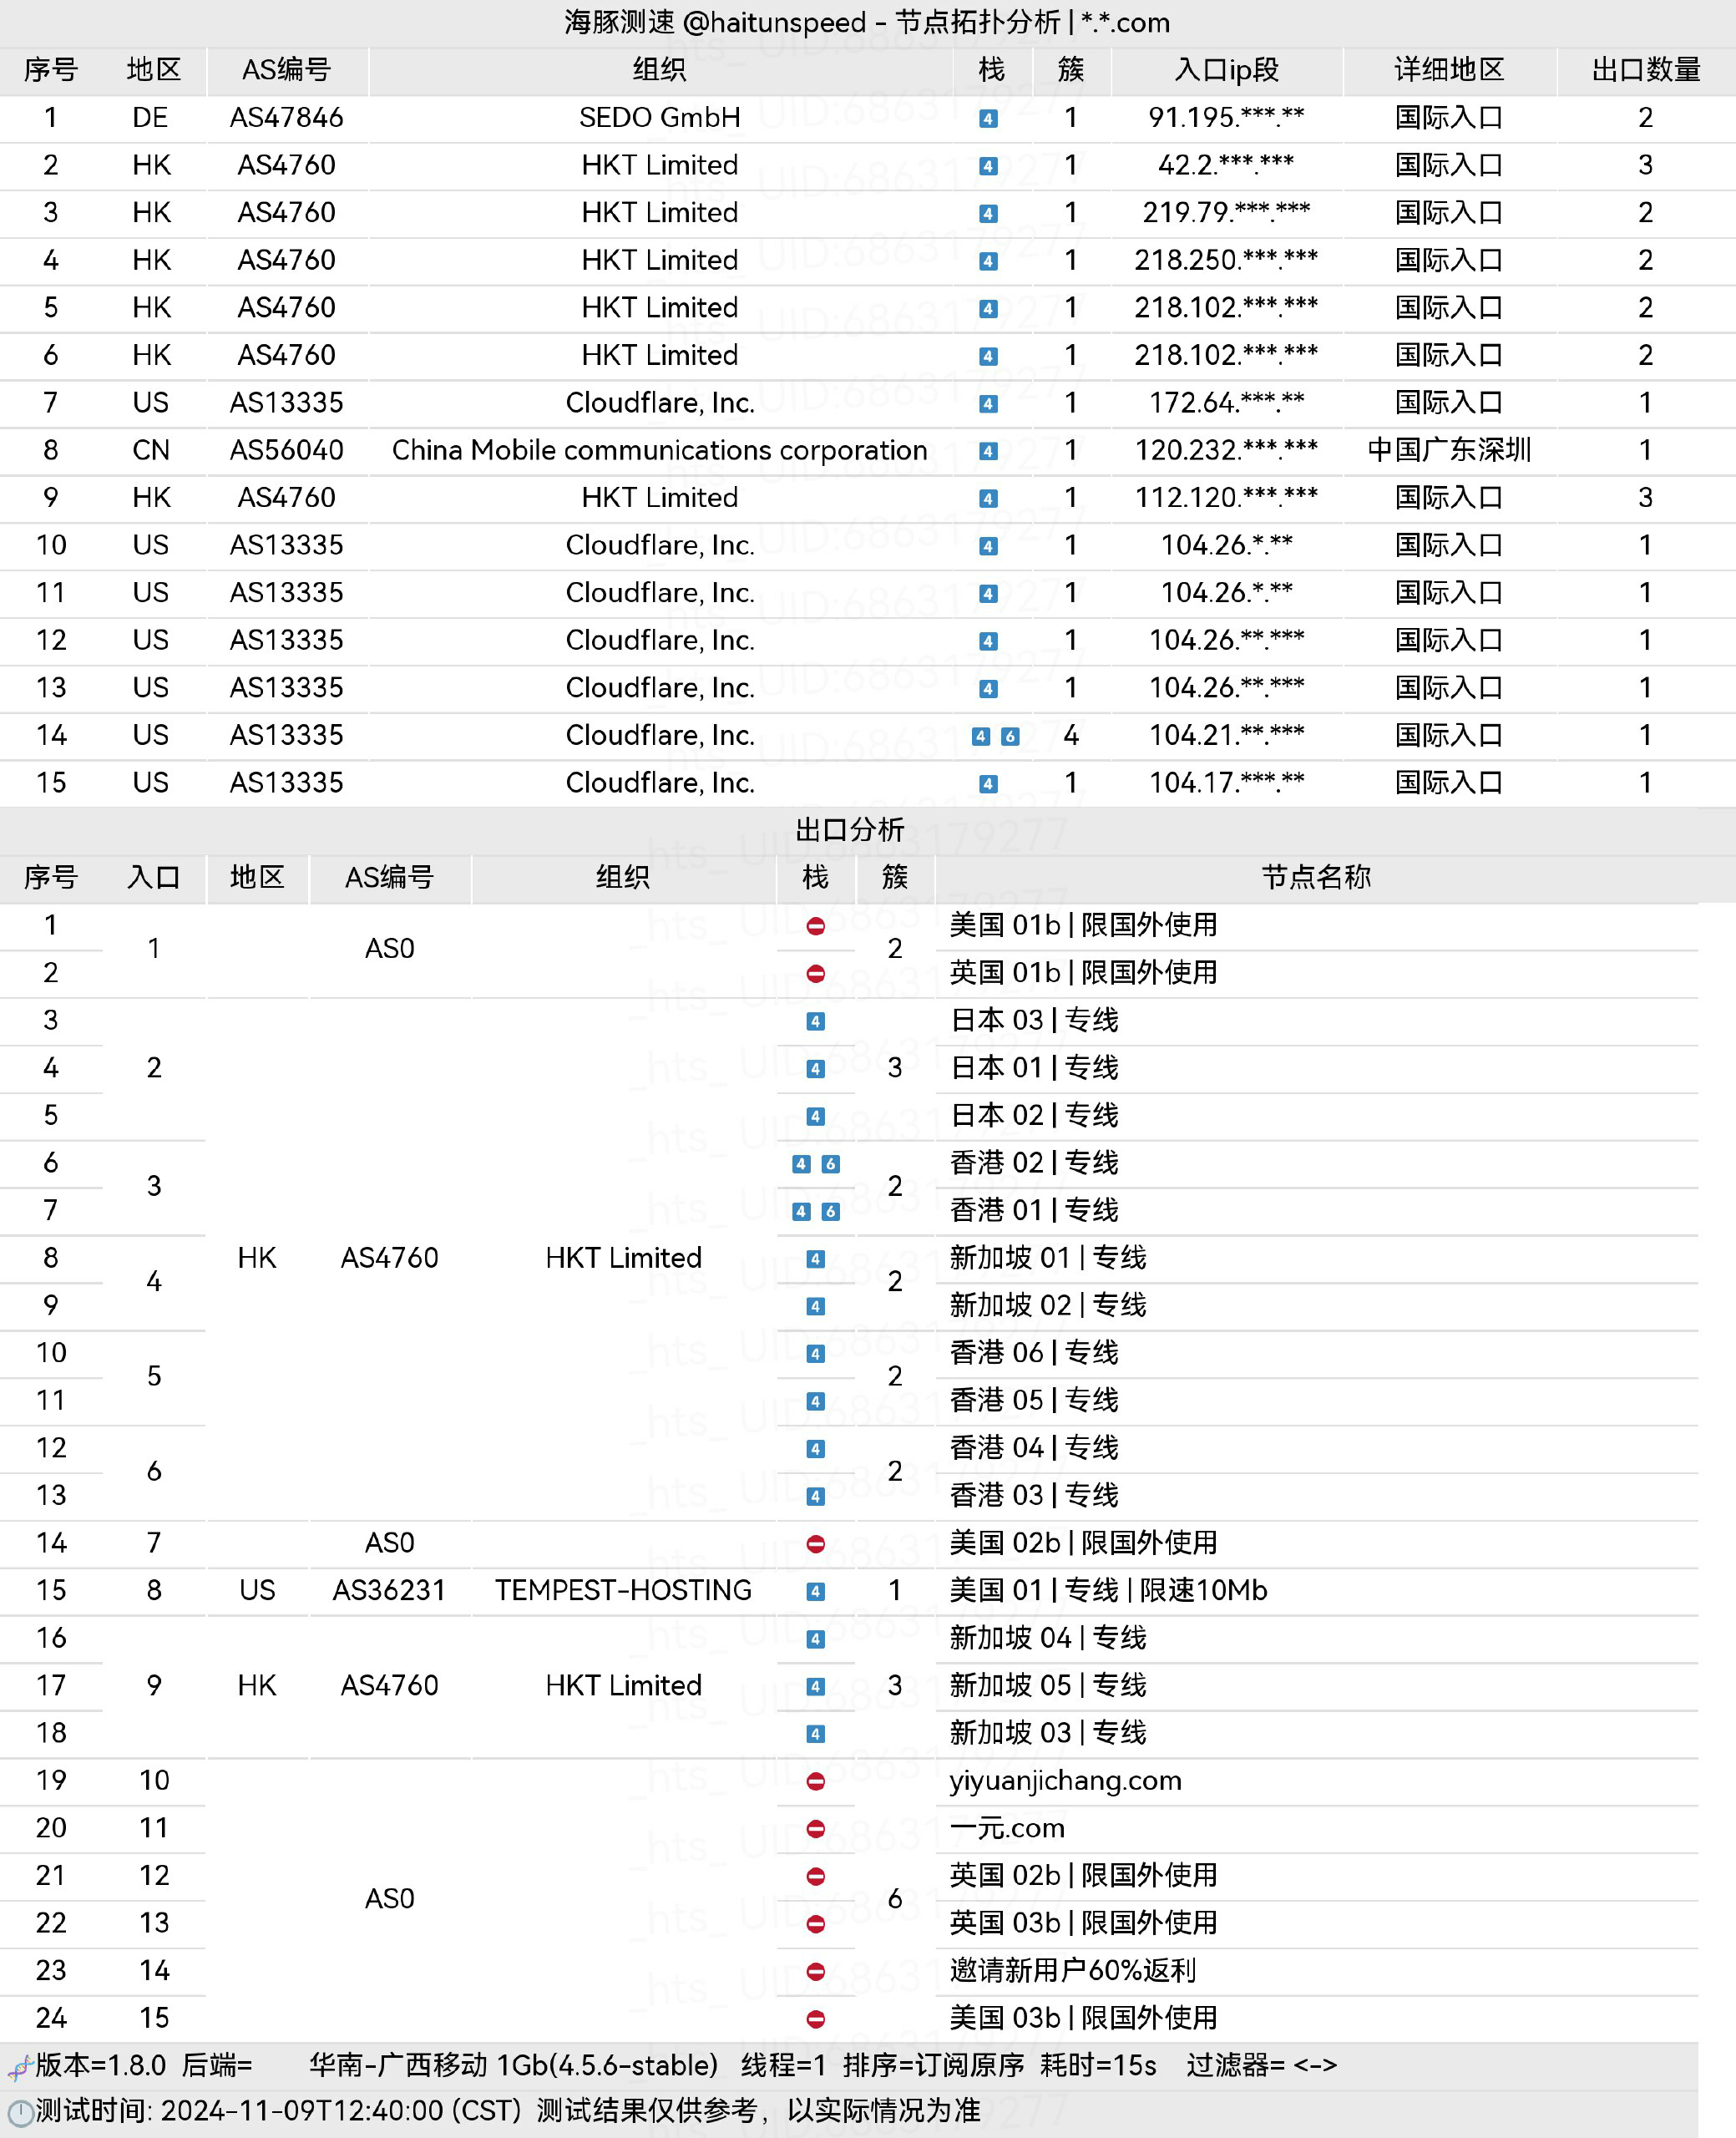 海豚测速 @haitunspeed - 节点拓扑分析 | *.*.com
序号 地区 AS编号 组织 栈 簇 入口ip段 详细地区 出口数量
1 DE AS47846 SEDO GmbH 4 1 91.195.***.** 国际入口 2
2 HK AS4760 HKT Limited 4 1 42.2.***.*** 国际入口 3
3 HK AS4760 HKT Limited 4 1 219.79.***.*** 国际入口 2
4 HK AS4760 HKT Limited 4 1 218.250.***.*** 国际入口 2
5 HK AS4760 HKT Limited 4 1 218.102.***.*** 国际入口 2
6 HK AS4760 HKT Limited 4 1 218.102.***.*** 国际入口 2
7 US AS13335 Cloudflare, Inc. 4 1 172.64.***.** 国际入口 1
8 CN AS56040 China Mobile communications corporation 4 1 120.232.***.*** 中国广东深圳 1
9 HK AS4760 HKT Limited 4 1 112.120.***.*** 国际入口 3
10 US AS13335 Cloudflare, Inc. 4 1 104.26.*.** 国际入口 1
11 US AS13335 Cloudflare, Inc. 4 1 104.26.*.** 国际入口 1
12 US AS13335 Cloudflare, Inc. 4 1 104.26.**.*** 国际入口 1
13 US AS13335 Cloudflare, Inc. 4 1 104.26.**.*** 国际入口 1
14 US AS13335 Cloudflare, Inc. 4 6 4 104.21.**.*** 国际入口 1
15 US AS13335 Cloudflare, Inc. 4 1 104.17.***.** 国际入口 1
出口分析
序号 入口 地区 AS编号 组织 栈 簇 节点名称
1 美国 01b | 限国外使用
1 AS0 2
2 英国 01b | 限国外使用
3 4 日本 03 | 专线
4 2 4 3 日本 01 | 专线
5 4 日本 02 | 专线
6 4 6 香港 02 | 专线
3 2
7 4 6 香港 01 | 专线
8 HK AS4760 HKT Limited 4 新加坡 01 | 专线
4 2
9 4 新加坡 02 | 专线
10 4 香港 06 | 专线
5 2
11 4 香港 05 | 专线
12 4 香港 04 | 专线
6 2
13 4 香港 03 | 专线
14 7 AS0 美国 02b | 限国外使用
15 8 US AS36231 TEMPEST-HOSTING 4 1 美国 01 | 专线 | 限速10Mb
16 4 新加坡 04 | 专线
17 9 HK AS4760 HKT Limited 4 3 新加坡 05 | 专线
18 4 新加坡 03 | 专线
19 10 yiyuanjichang.com
20 11 一元.com
21 12 英国 02b | 限国外使用
AS0 6
22 13 英国 03b | 限国外使用
23 14 邀请新用户60%返利
24 15 美国 03b | 限国外使用
版本=1.8.0 后端= 华南-广西移动 1Gb(4.5.6-stable) 线程=1 排序=订阅原序 耗时=15s 过滤器= <->
测试时间: 2024-11-09T12:40:00 (CST) 测试结果仅供参考，以实际情况为准
_hts_ UID:6863179277